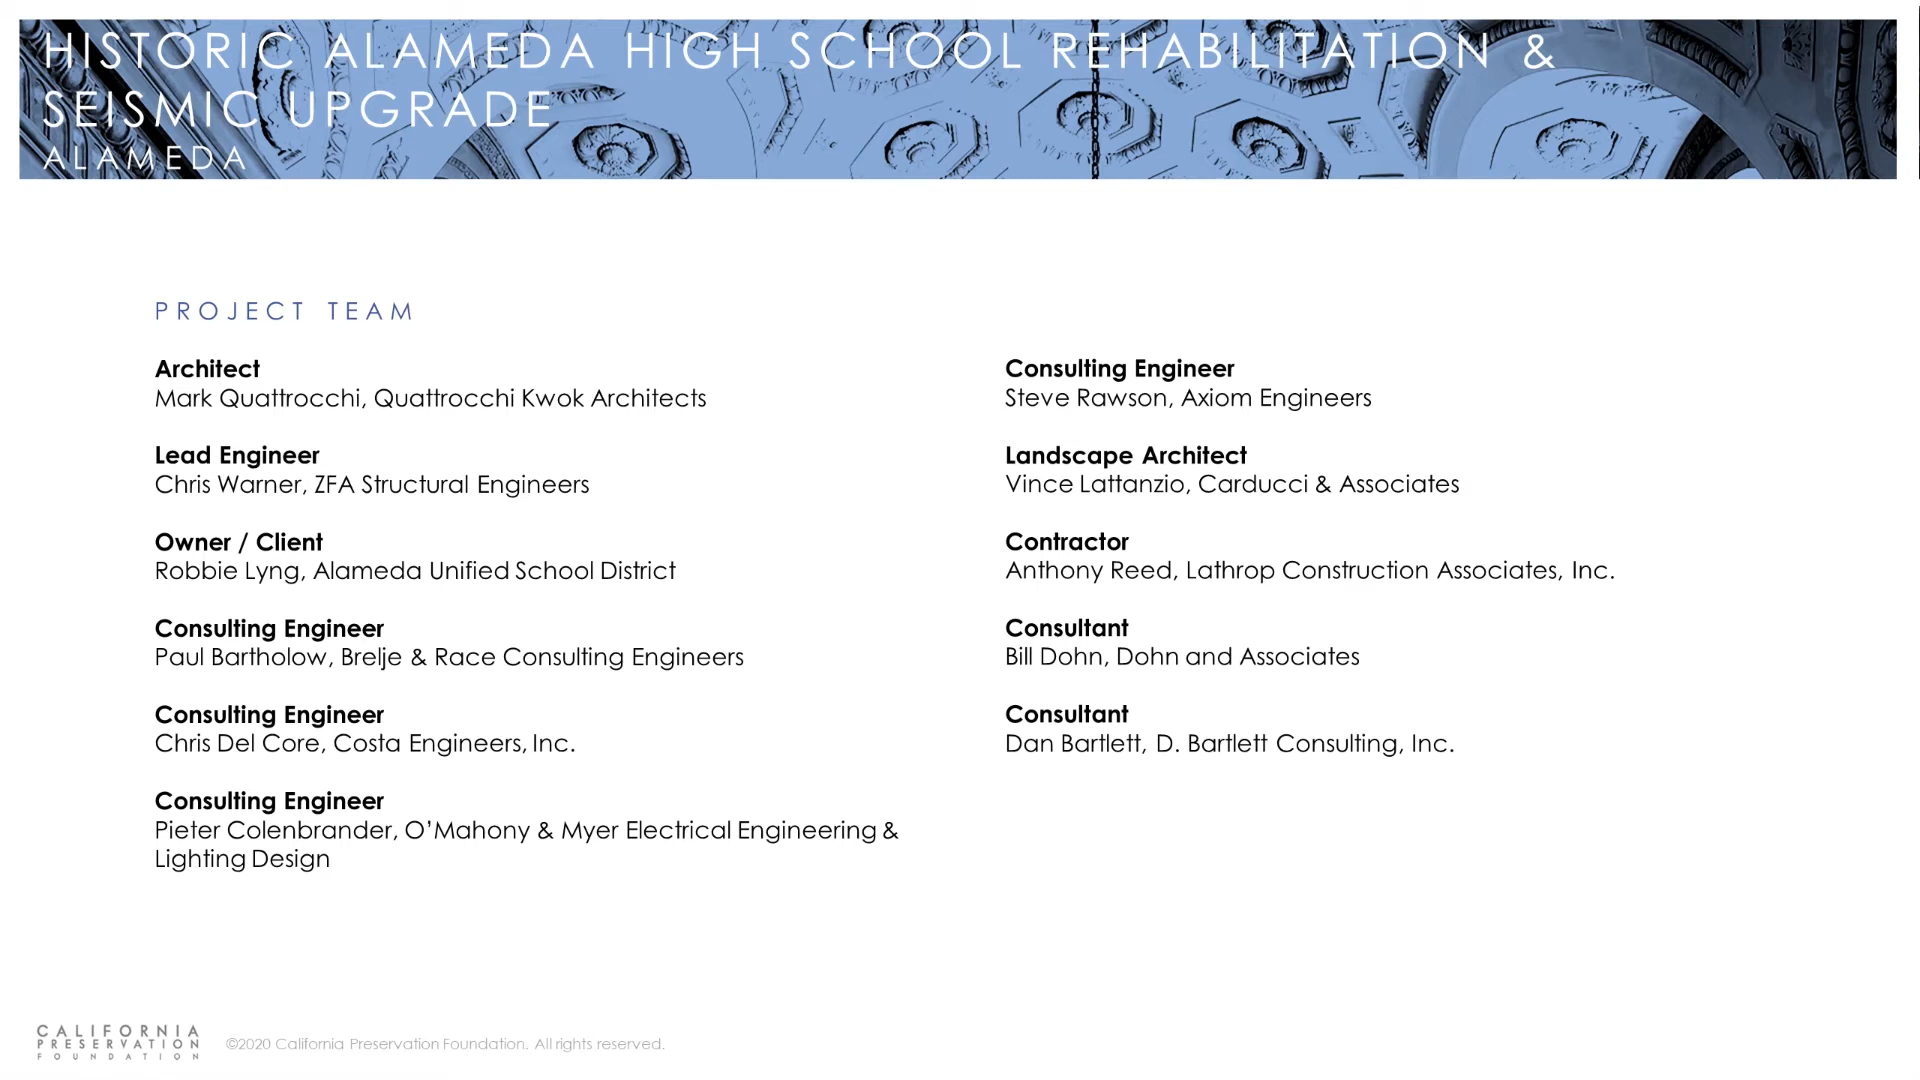 HISTORIC ALAMEDA HIGH SCHOOL REHABILITATION &
SEISMIC UPGRADE
ALAMEDA
PROJECT TEAM
Architect
Mark Quattrocchi, Quattrocchi Kwok Architects
Lead Engineer
Chris Warner, ZFA Structural Engineers
Owner / Client
Robbie Lyng, Alameda Unified School District
Consulting Engineer
Paul Bartholow, Brelje & Race Consulting Engineers
Consulting Engineer
Chris Del Core, Costa Engineers, Inc.
Consulting Engineer
Pieter Colenbrander, O’Mahony & Myer Electrical Engineering &
Lighting Design
Consulting Engineer
Steve Rawson, Axiom Engineers
Landscape Architect
Vince Lattanzio, Carducci & Associates
Contractor
Anthony Reed, Lathrop Construction Associates, Inc.
Consultant
Bill Dohn, Dohn and Associates
Consultant
Dan Bartlett, D. Bartlett Consulting, Inc.
CALIFORNIA
PRESERVATION
FOUNDATION
©2020 California Preservation Foundation. All rights reserved.